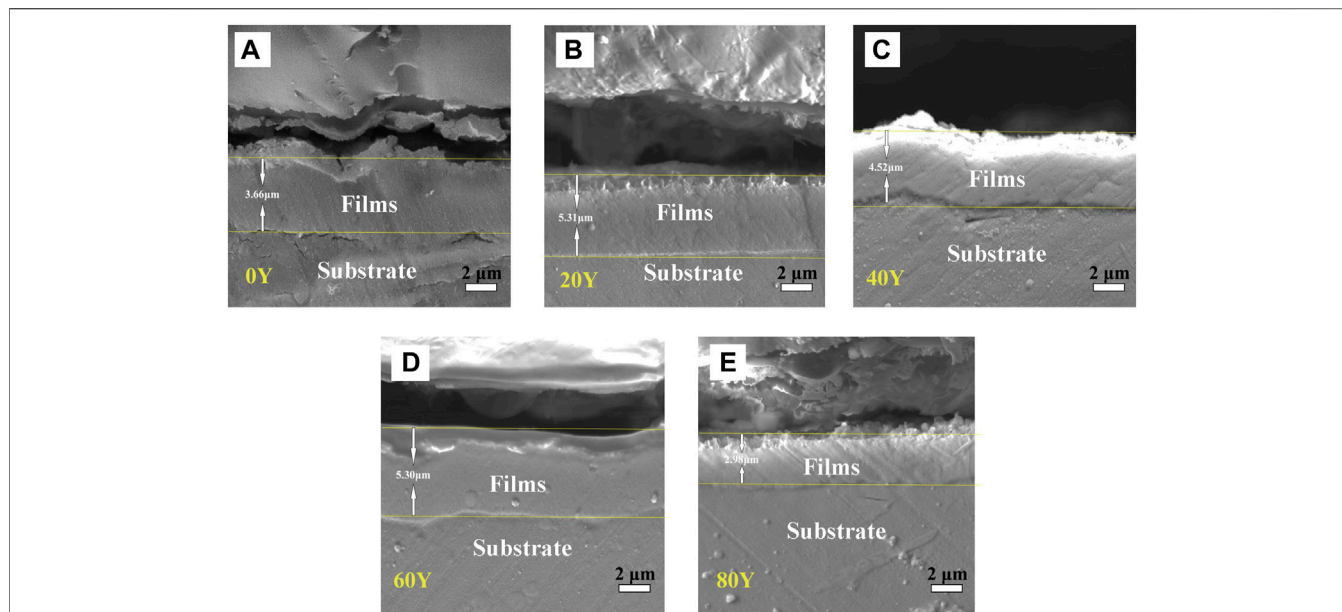 A
3.66µm
Films
Substrate
0Y
2 µm
B
5.31µm
Films
Substrate
20Y
2 µm
C
4.52µm
Films
Substrate
40Y
2 µm
D
5.30µm
Films
Substrate
60Y
2 µm
E
2.98µm
Films
Substrate
80Y
2 µm